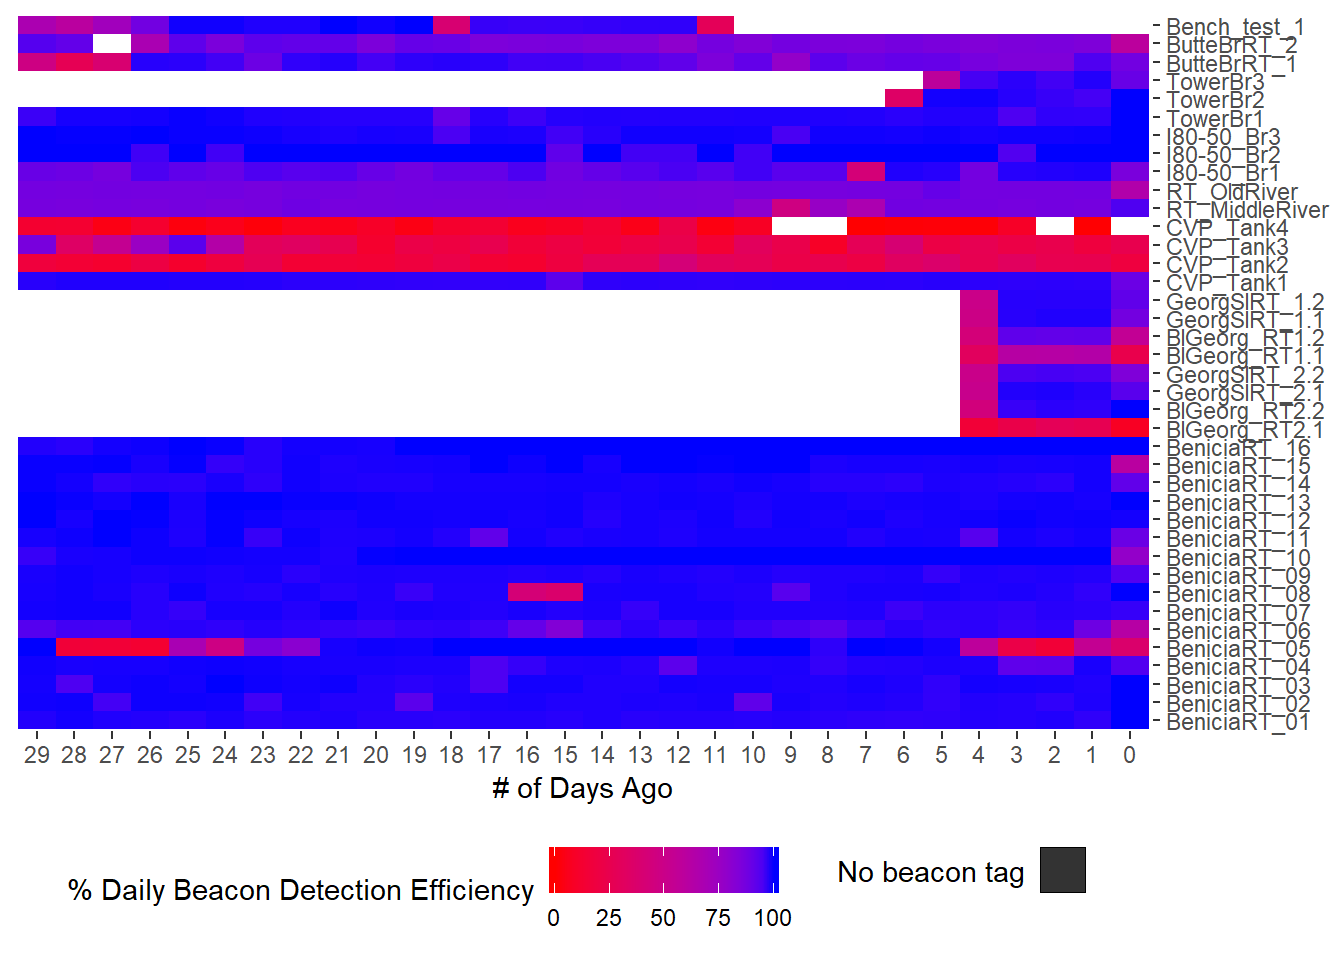 Bench_test_1
ButteBrRT_2
ButteBrRT_1
TowerBr3
TowerBr2
TowerBr1
I80-50_Br3
I80-50_Br2
I80-50_Br1
RT_OldRiver
RT_MiddleRiver
CVP_Tank4
CVP_Tank3
CVP_Tank2
CVP_Tank1
GeorgSlRT_1.2
GeorgSlRT_1.1
BlGeorg_RT1.2
BlGeorg_RT1.1
GeorgSlRT_2.2
GeorgSlRT_2.1
BlGeorg_RT2.2
BlGeorg_RT2.1
BeniciaRT_16
BeniciaRT_15
BeniciaRT_14
BeniciaRT_13
BeniciaRT_12
BeniciaRT_11
BeniciaRT_10
BeniciaRT_09
BeniciaRT_08
BeniciaRT_07
BeniciaRT_06
BeniciaRT_05
BeniciaRT_04
BeniciaRT_03
BeniciaRT_02
BeniciaRT_01
29 28 27 26 25 24 23 22 21 20 19 18 17 16 15 14 13 12 11 10 9 8 7 6 5 4 3 2 1 0
# of Days Ago
% Daily Beacon Detection Efficiency
0 25 50 75 100
No beacon tag